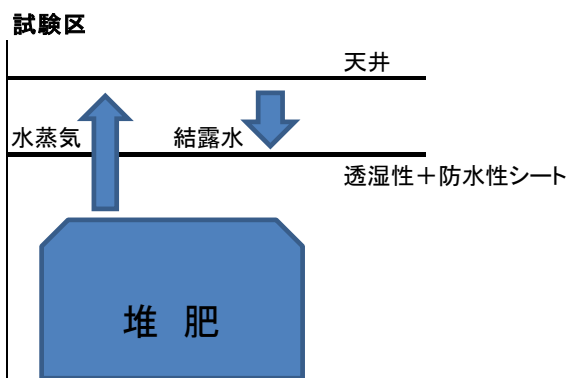 試験区
天井
水蒸気
結露水
透湿性＋防水性シート
堆 肥